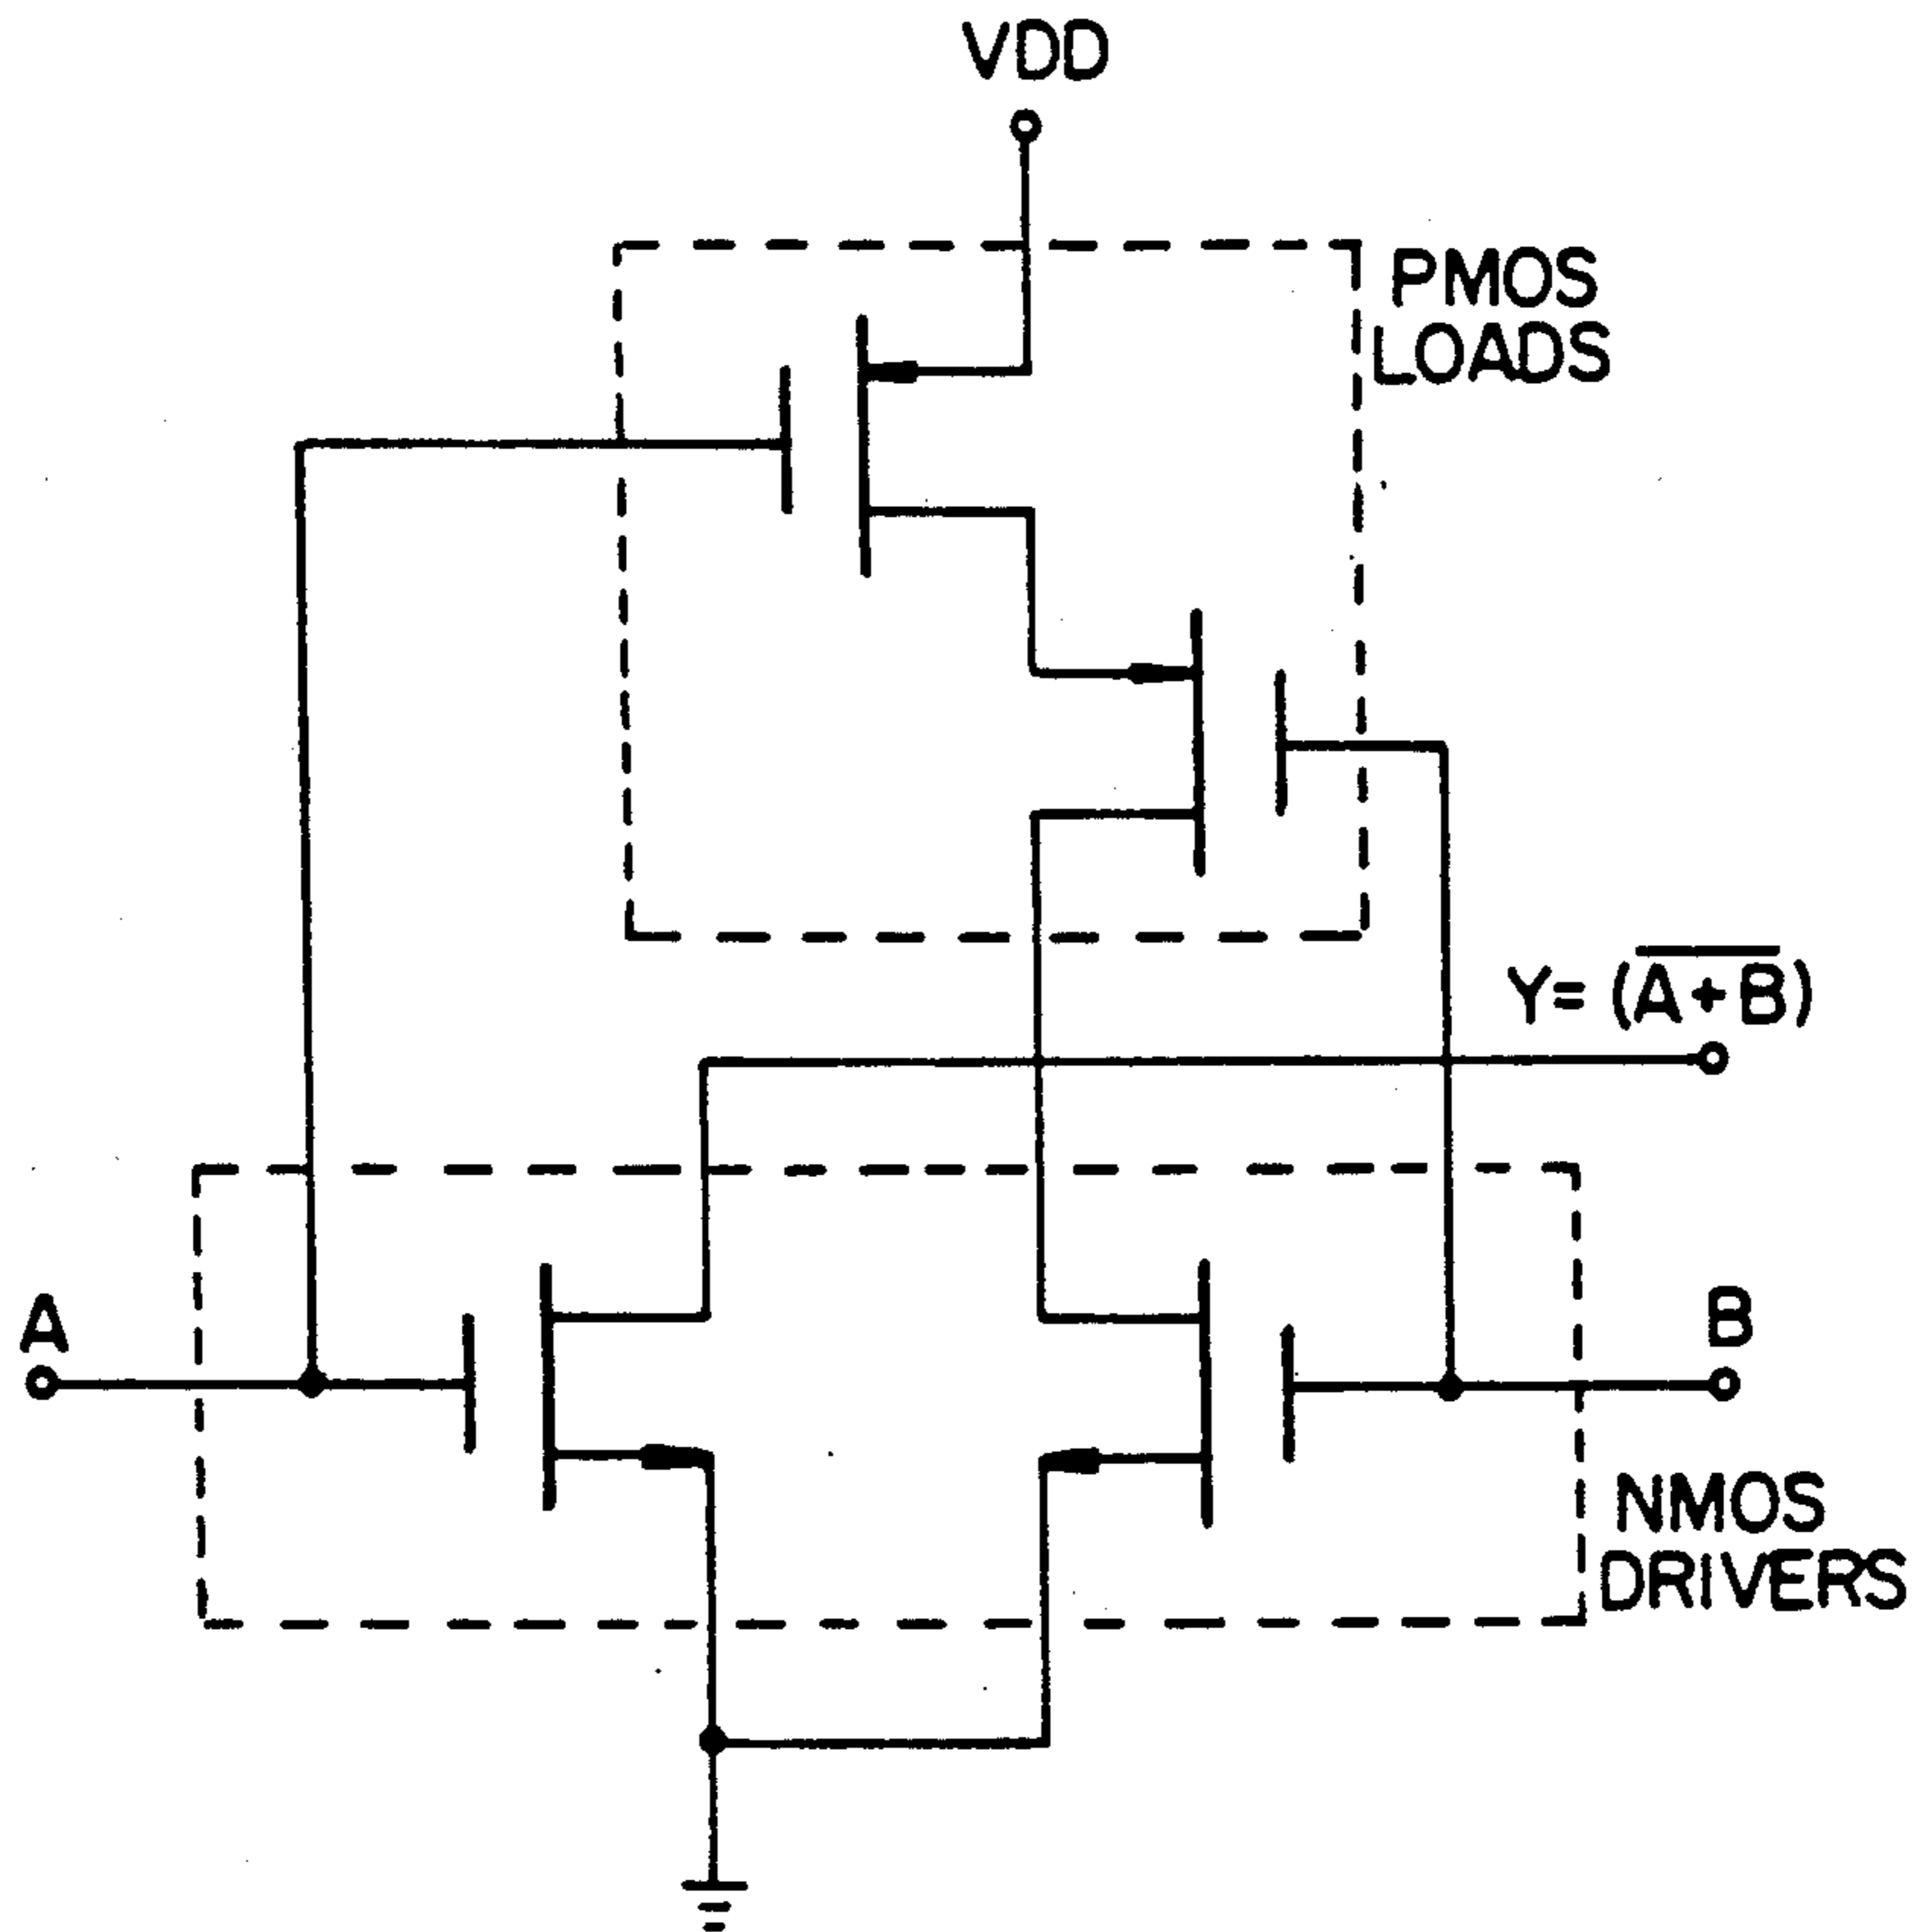 VDD
PMOS
LOADS
Y= (A̅+̅B̅)
A
B
NMOS
DRIVERS